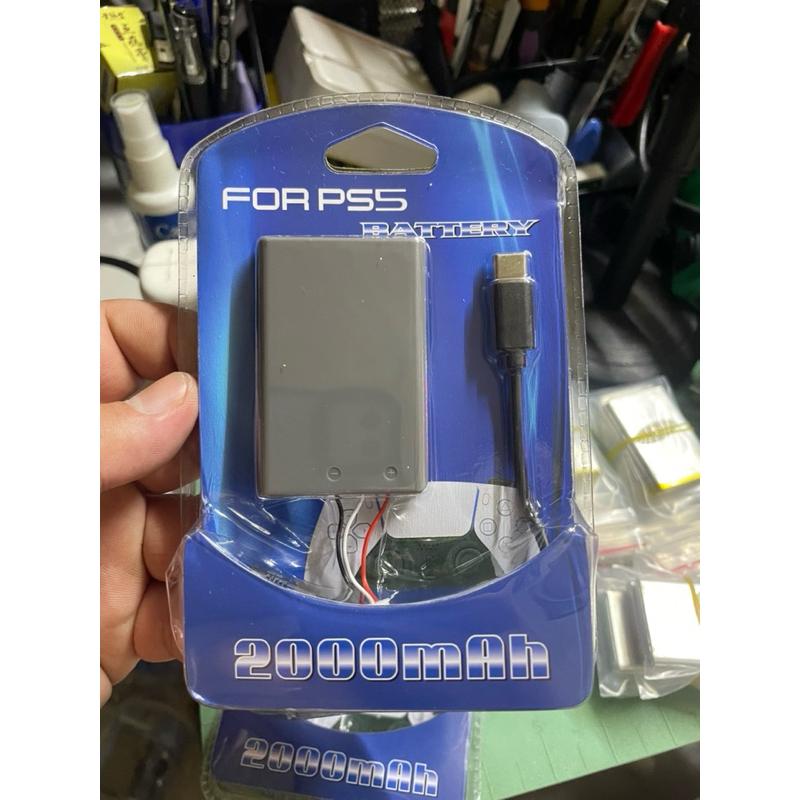 FOR PS5
BATTERY
- +
2000mAh
2000mAh